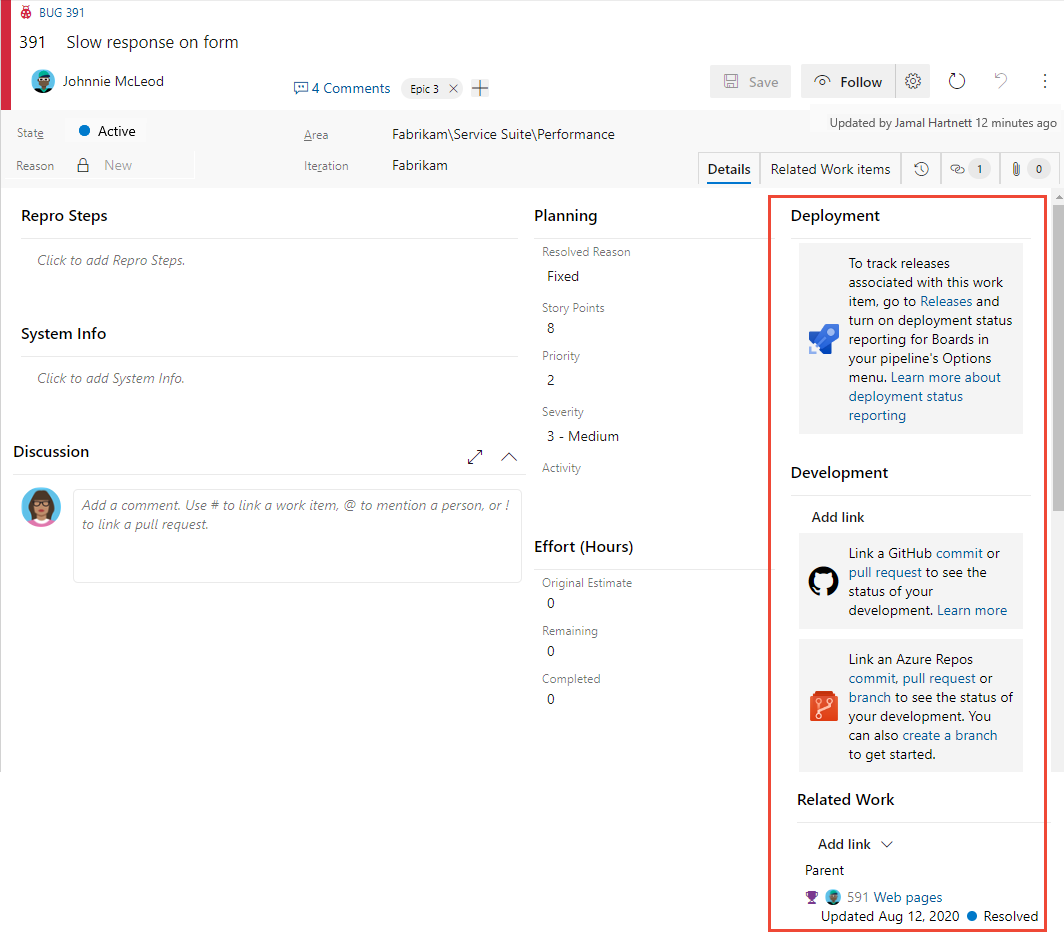 BUG 391
391 Slow response on form
Johnnie McLeod
4 Comments
Epic 3
Save
Follow
Updated by Jamal Hartnett 12 minutes ago
State
Active
Area
Fabrikam\Service Suite\Performance
Reason
New
Iteration
Fabrikam
Details
Related Work items
1
0
Repro Steps
Click to add Repro Steps.
System Info
Click to add System Info.
Discussion
Add a comment. Use # to link a work item, @ to mention a person, or !
to link a pull request.
Planning
Resolved Reason
Fixed
Story Points
8
Priority
2
Severity
3 - Medium
Activity
Effort (Hours)
Original Estimate
0
Remaining
0
Completed
0
Deployment
To track releases
associated with this work
item, go to Releases and
turn on deployment status
reporting for Boards in
your pipeline's Options
menu. Learn more about
deployment status
reporting
Development
Add link
Link a GitHub commit or
pull request to see the
status of your
development. Learn more
Link an Azure Repos
commit, pull request or
branch to see the status of
your development. You
can also create a branch
to get started.
Related Work
Add link
Parent
591 Web pages
Updated Aug 12, 2020 Resolved